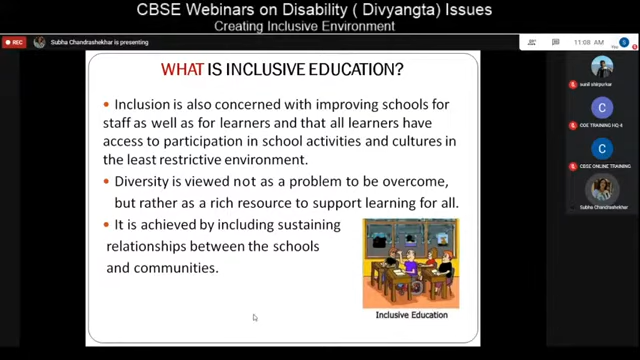 CBSE Webinars on Disability ( Divyangta) Issues
Creating Inclusive Environment
REC
Subha Chandrashekhar is presenting
11:08 AM
S
WHAT IS INCLUSIVE EDUCATION?
• Inclusion is also concerned with improving schools for
staff as well as for learners and that all learners have
access to participation in school activities and cultures in
the least restrictive environment.
• Diversity is viewed not as a problem to be overcome,
but rather as a rich resource to support learning for all.
• It is achieved by including sustaining
relationships between the schools
and communities.
Inclusive Education
sunil shirpurkar
C
COE TRAINING HQ 4
C
CBSE ONLINE TRAINING
Subha Chandrashekhar